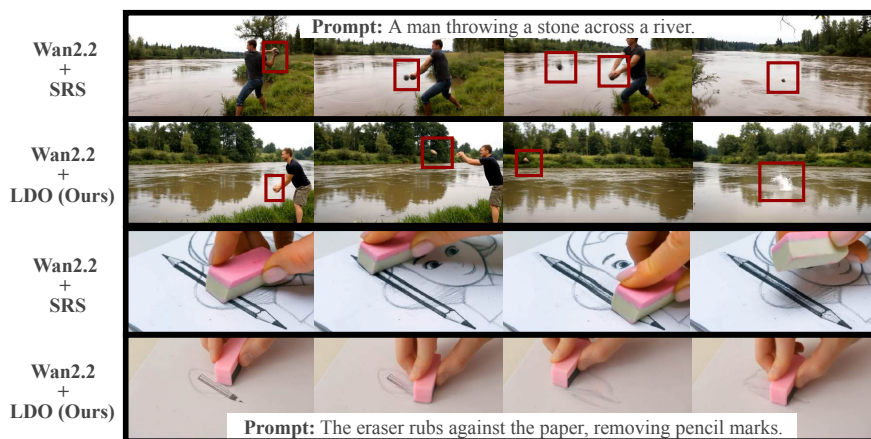 Prompt: A man throwing a stone across a river.
Wan2.2
+
SRS
Wan2.2
+
LDO (Ours)
Wan2.2
+
SRS
Wan2.2
+
LDO (Ours)
Prompt: The eraser rubs against the paper, removing pencil marks.